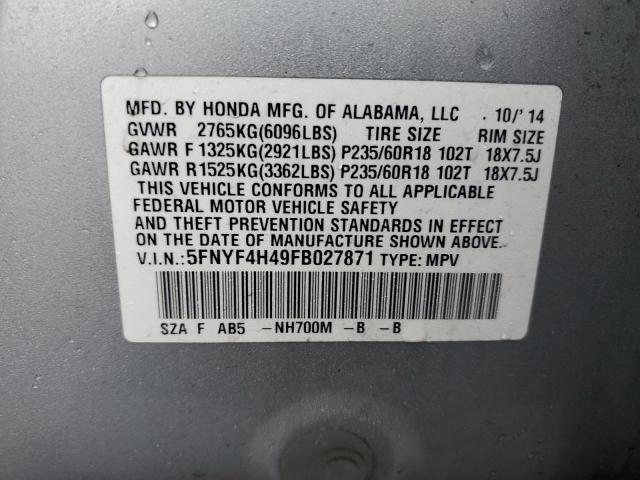 MFD. BY HONDA MFG. OF ALABAMA, LLC 10/'14
GVWR 2765KG(6096LBS) TIRE SIZE RIM SIZE
GAWR F 1325KG(2921LBS) P235/60R18 102T 18X7.5J
GAWR R1525KG(3362LBS) P235/60R18 102T 18X7.5J
THIS VEHICLE CONFORMS TO ALL APPLICABLE
FEDERAL MOTOR VEHICLE SAFETY
AND THEFT PREVENTION STANDARDS IN EFFECT
ON THE DATE OF MANUFACTURE SHOWN ABOVE.
V.I.N.:5FNYF4H49FB027871 TYPE: MPV
SZA F AB5 -NH700M -B -B